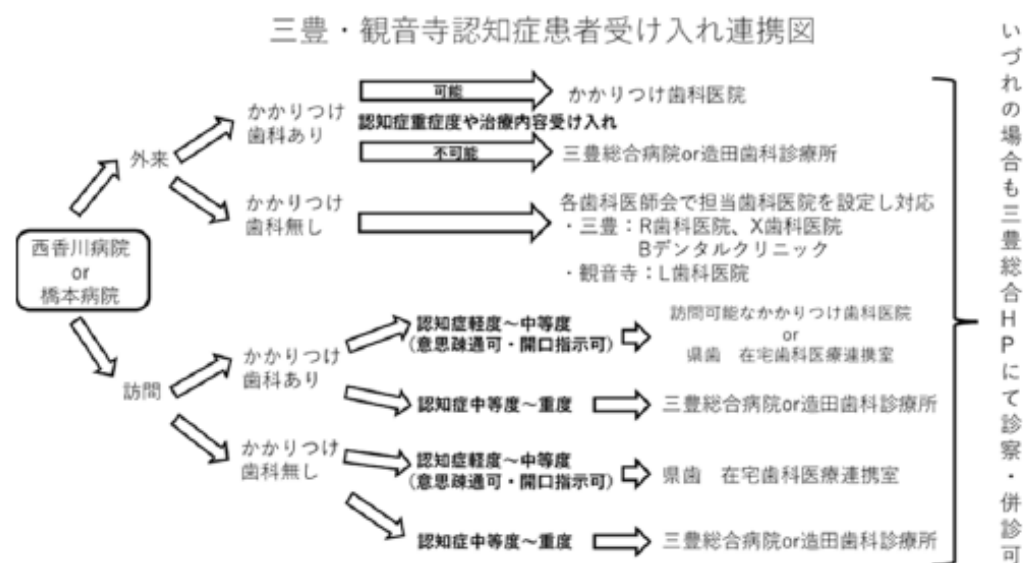 三豊・観音寺認知症患者受け入れ連携図
西香川病院
or
橋本病院
外来
かかりつけ
歯科あり
可能
かかりつけ歯科医院
認知症重症度や治療内容受け入れ
不可能
三豊総合病院or造田歯科診療所
かかりつけ
歯科無し
各歯科医師会で担当歯科医院を設定し対応
・三豊：R歯科医院、X歯科医院
Bデンタルクリニック
・観音寺：L歯科医院
訪問
かかりつけ
歯科あり
認知症軽度～中等度
(意思疎通可・開口指示可)
訪問可能なかかりつけ歯科医院
or
県歯　在宅歯科医療連携室
認知症中等度～重度
三豊総合病院or造田歯科診療所
かかりつけ
歯科無し
認知症軽度～中等度
(意思疎通可・開口指示可)
県歯　在宅歯科医療連携室
認知症中等度～重度
三豊総合病院or造田歯科診療所
いづれの場合も三豊総合HPにて診察・併診可